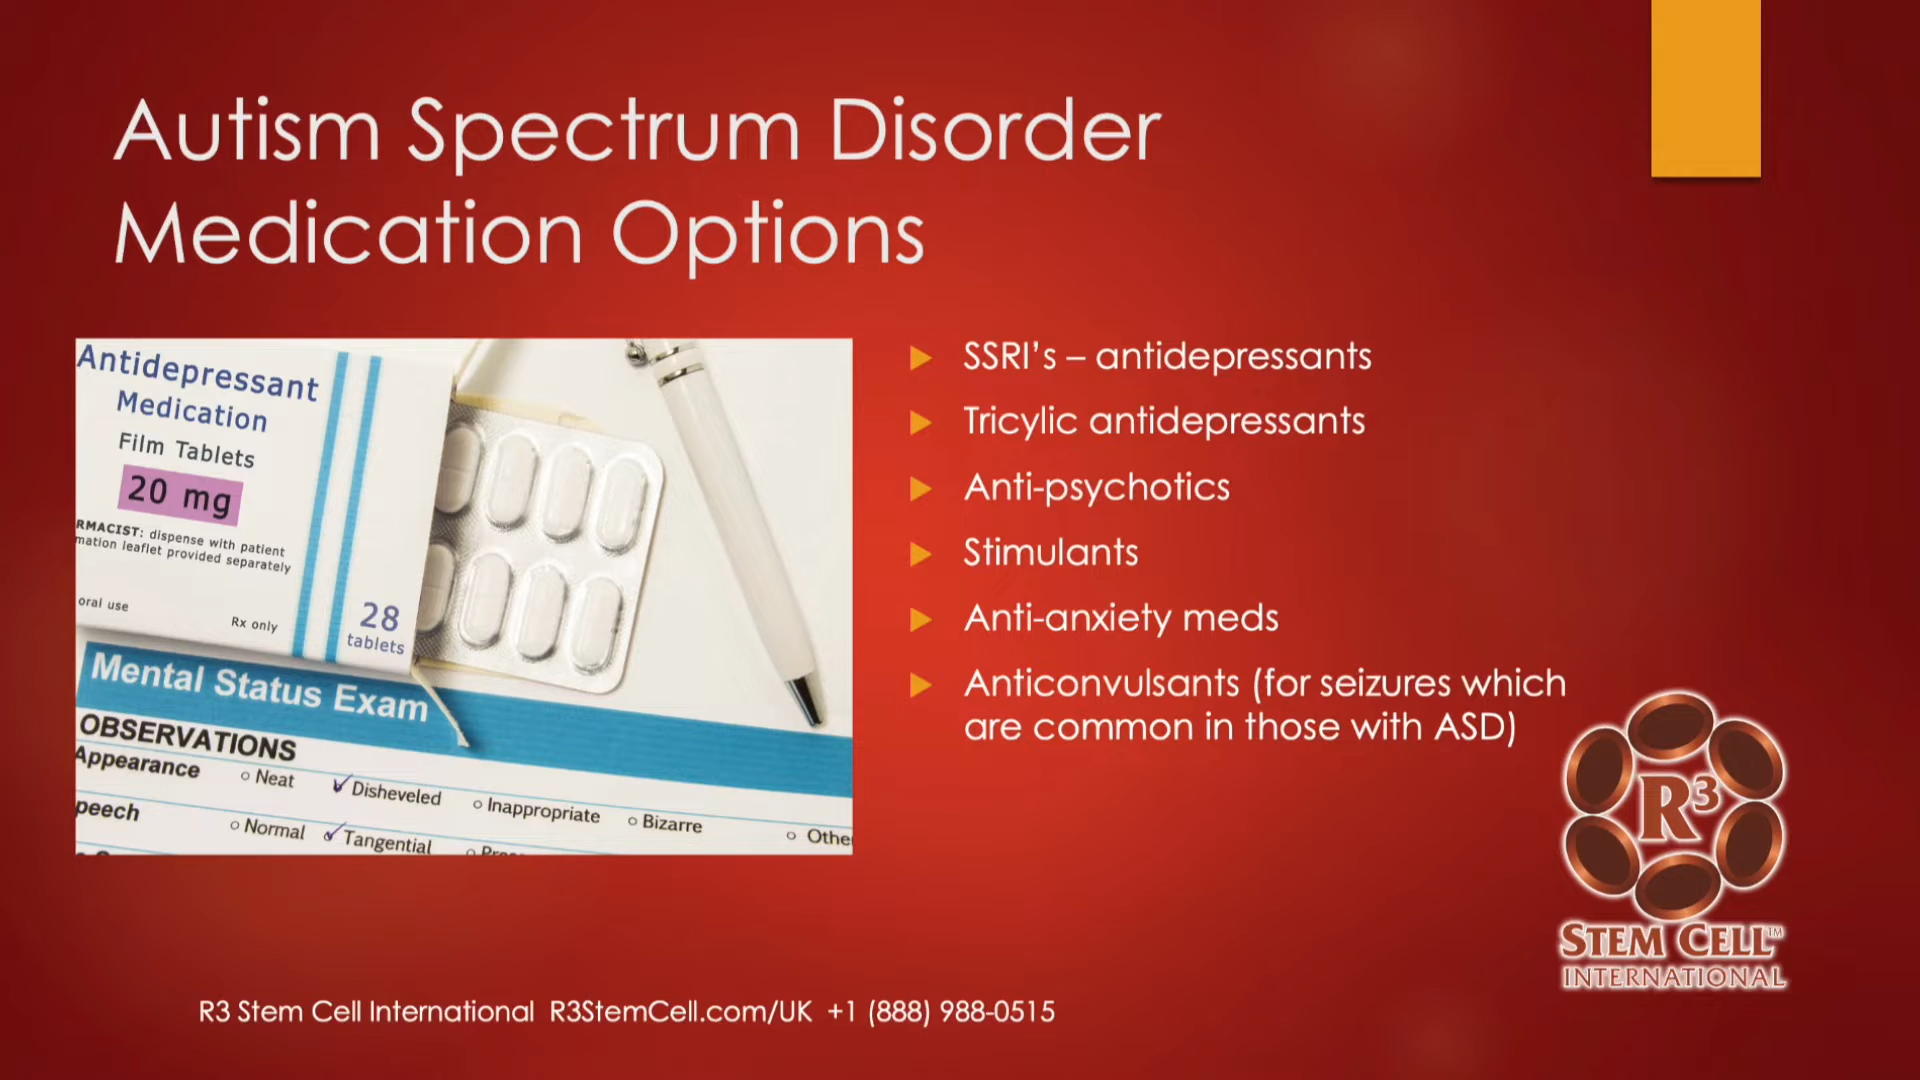 Autism Spectrum Disorder
Medication Options
Antidepressant
Medication
Film Tablets
20 mg
RMACIST: dispense with patient
mation leaflet provided separately
oral use
Rx only
28
tablets
Mental Status Exam
OBSERVATIONS
Appearance ○ Neat ✓ Disheveled ○ Inappropriate ○ Bizarre ○ Other
peech ○ Normal ✓ Tangential
SSRI's – antidepressants
Tricylic antidepressants
Anti-psychotics
Stimulants
Anti-anxiety meds
Anticonvulsants (for seizures which
are common in those with ASD)
R3
STEM CELL™
INTERNATIONAL
R3 Stem Cell International R3StemCell.com/UK +1 (888) 988-0515